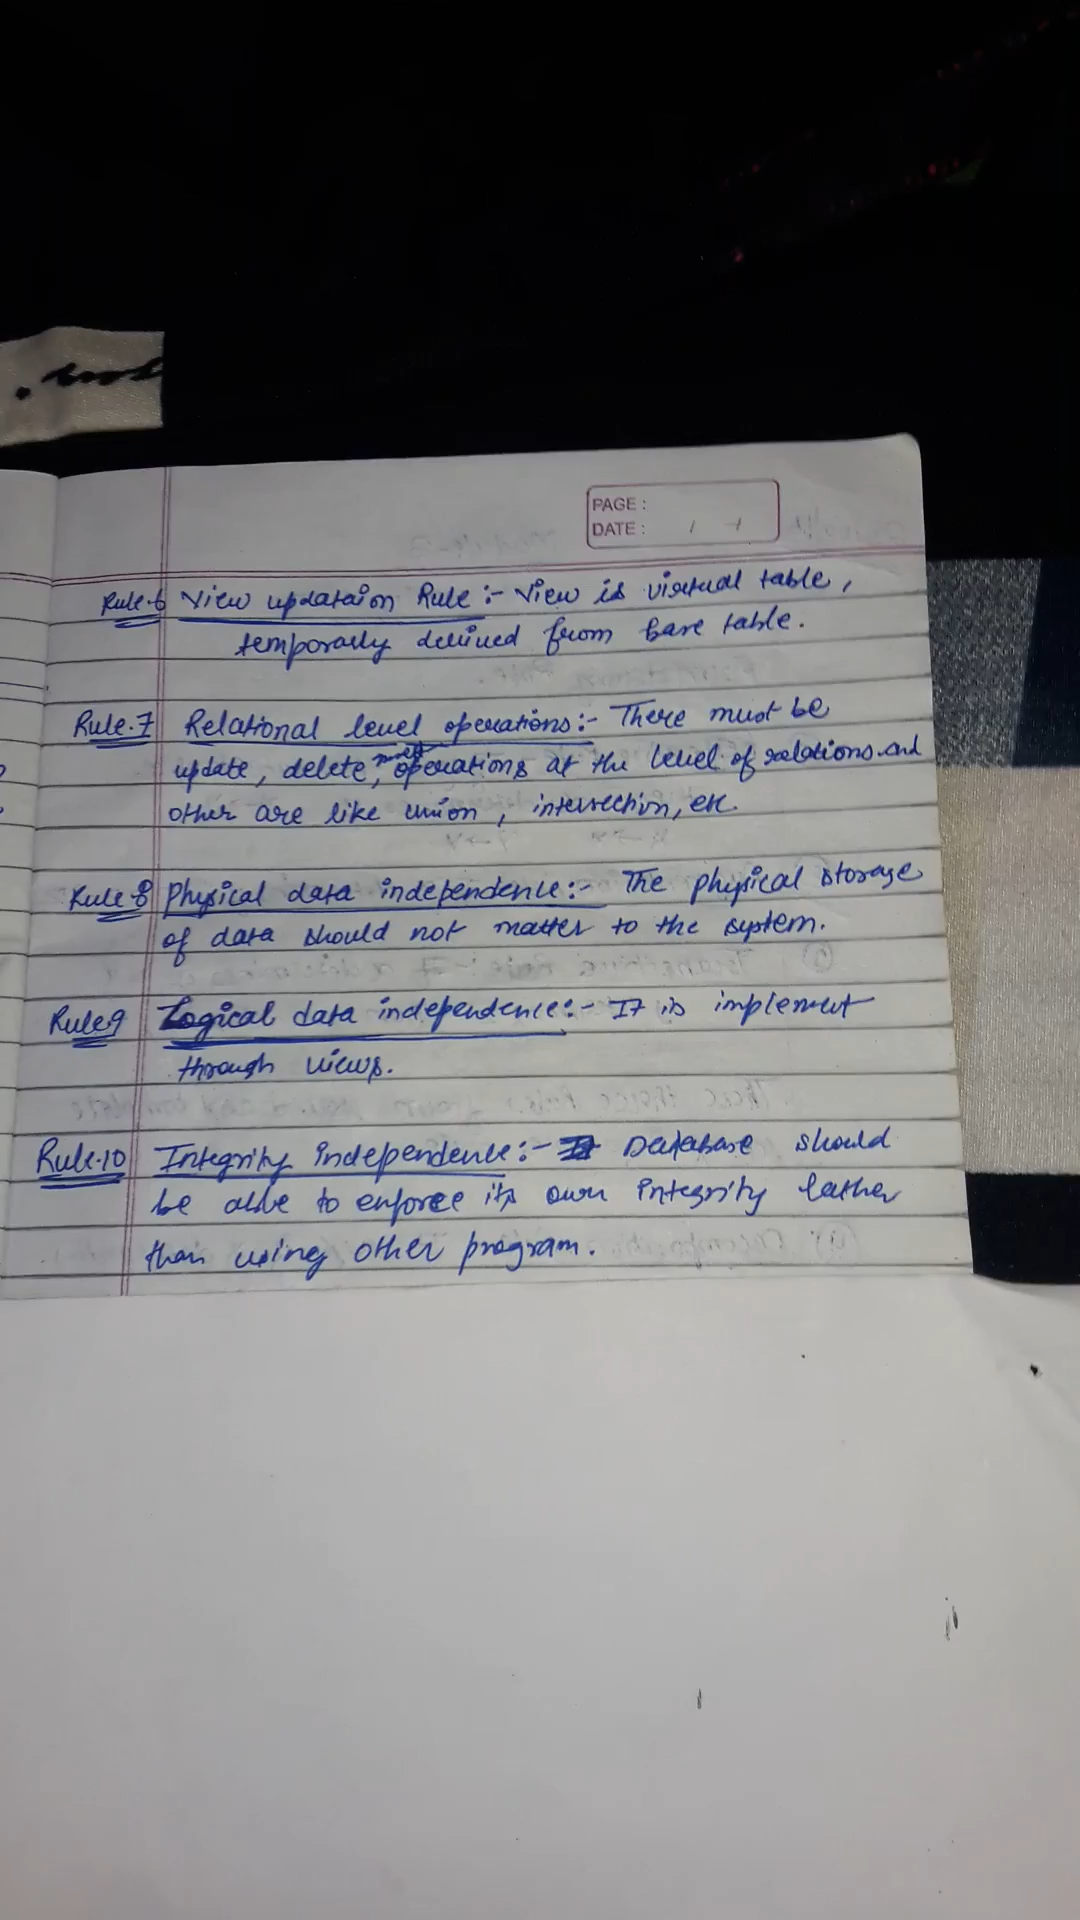 PAGE :
DATE : / /
Rule-6 View updataion Rule :- View is virtual table,
temporarly derived from base table.
Rule.7 Relational level operations :- There must be
update, delete, insert operations at the level of relations and
other are like union, intersection, etc.
Rule-8 Physical data independence :- The physical storage
of data should not matter to the system.
Rule9 Logical data independence :- It is implement
through views.
Rule.10 Integrity independence :- Database should
be able to enforce its own integrity rather
than using other program.